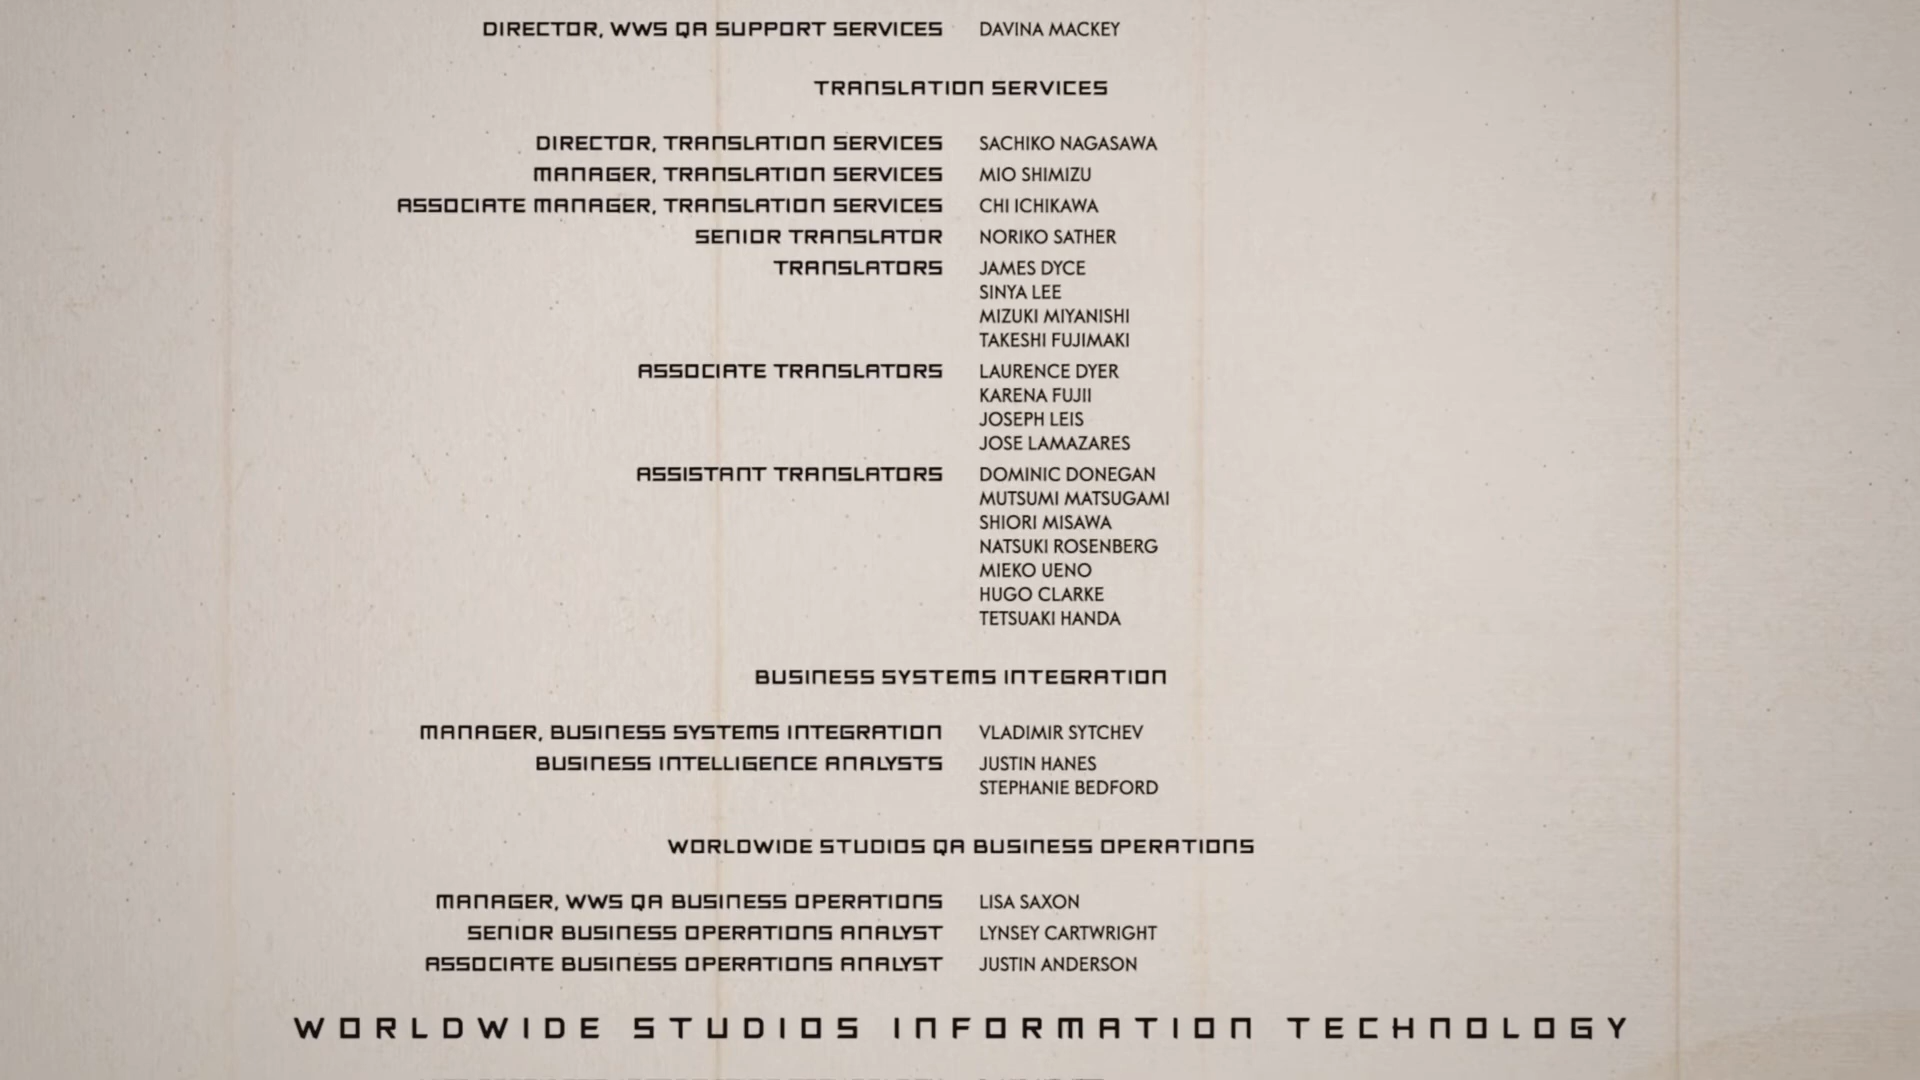 DIRECTOR, WWS QA SUPPORT SERVICES DAVINA MACKEY
TRANSLATION SERVICES
DIRECTOR, TRANSLATION SERVICES SACHIKO NAGASAWA
MANAGER, TRANSLATION SERVICES MIO SHIMIZU
ASSOCIATE MANAGER, TRANSLATION SERVICES CHI ICHIKAWA
SENIOR TRANSLATOR NORIKO SATHER
TRANSLATORS JAMES DYCE
SINYA LEE
MIZUKI MIYANISHI
TAKESHI FUJIMAKI
ASSOCIATE TRANSLATORS LAURENCE DYER
KARENA FUJII
JOSEPH LEIS
JOSE LAMAZARES
ASSISTANT TRANSLATORS DOMINIC DONEGAN
MUTSUMI MATSUGAMI
SHIORI MISAWA
NATSUKI ROSENBERG
MIEKO UENO
HUGO CLARKE
TETSUAKI HANDA
BUSINESS SYSTEMS INTEGRATION
MANAGER, BUSINESS SYSTEMS INTEGRATION VLADIMIR SYTCHEV
BUSINESS INTELLIGENCE ANALYSTS JUSTIN HANES
STEPHANIE BEDFORD
WORLDWIDE STUDIOS QA BUSINESS OPERATIONS
MANAGER, WWS QA BUSINESS OPERATIONS LISA SAXON
SENIOR BUSINESS OPERATIONS ANALYST LYNSEY CARTWRIGHT
ASSOCIATE BUSINESS OPERATIONS ANALYST JUSTIN ANDERSON
WORLDWIDE STUDIOS INFORMATION TECHNOLOGY